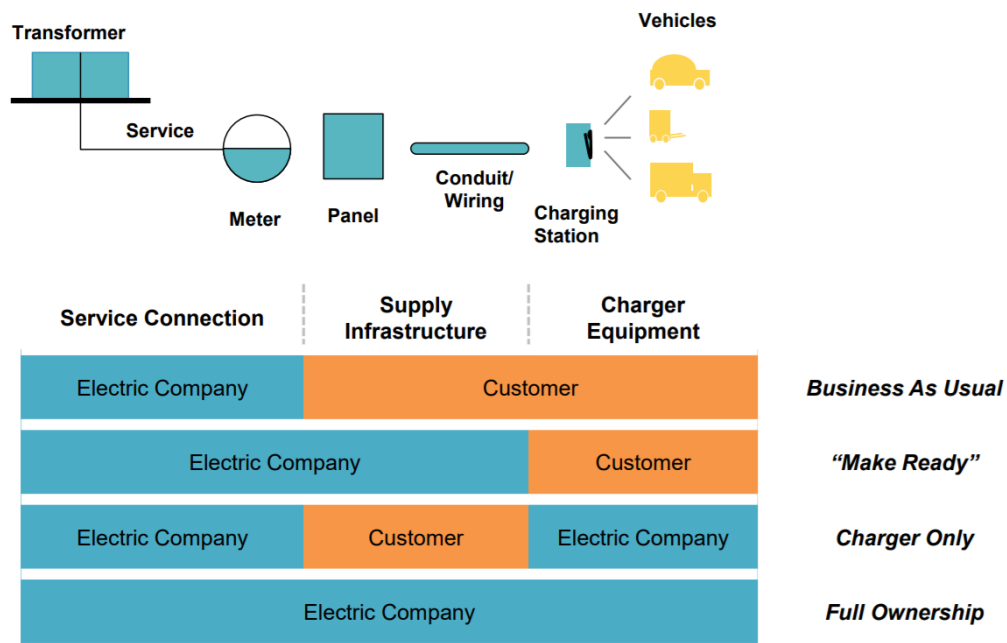 Vehicles
Transformer
Service
Meter
Panel
Conduit/
Wiring
Charging
Station
Service Connection
Supply
Infrastructure
Charger
Equipment
Electric Company
Customer
Business As Usual
Electric Company
Customer
“Make Ready”
Electric Company
Customer
Electric Company
Charger Only
Electric Company
Full Ownership